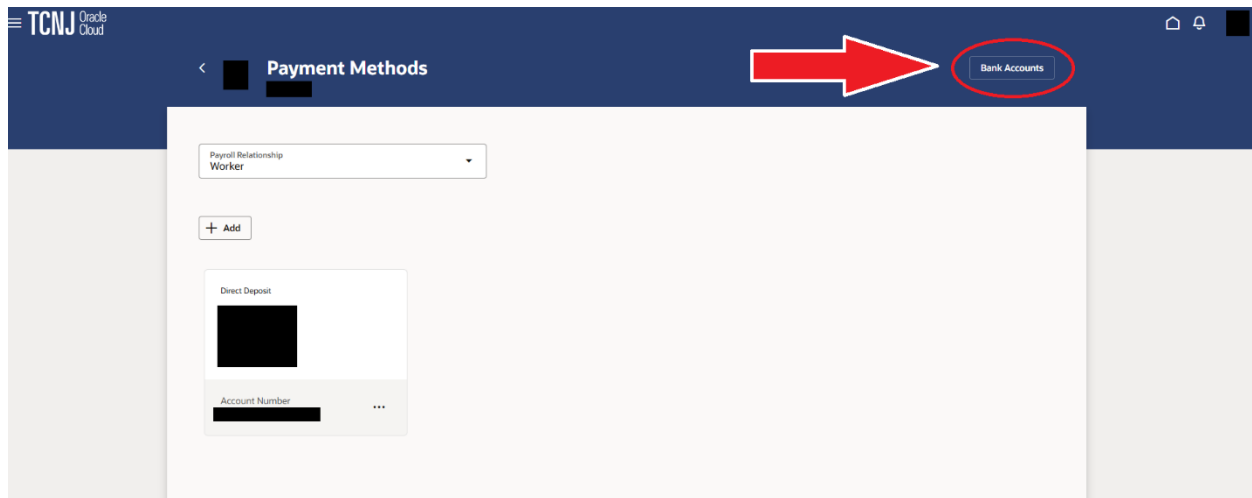 TCNJ Oracle Cloud
Payment Methods
Bank Accounts
Payroll Relationship
Worker
+ Add
Direct Deposit
Account Number
...